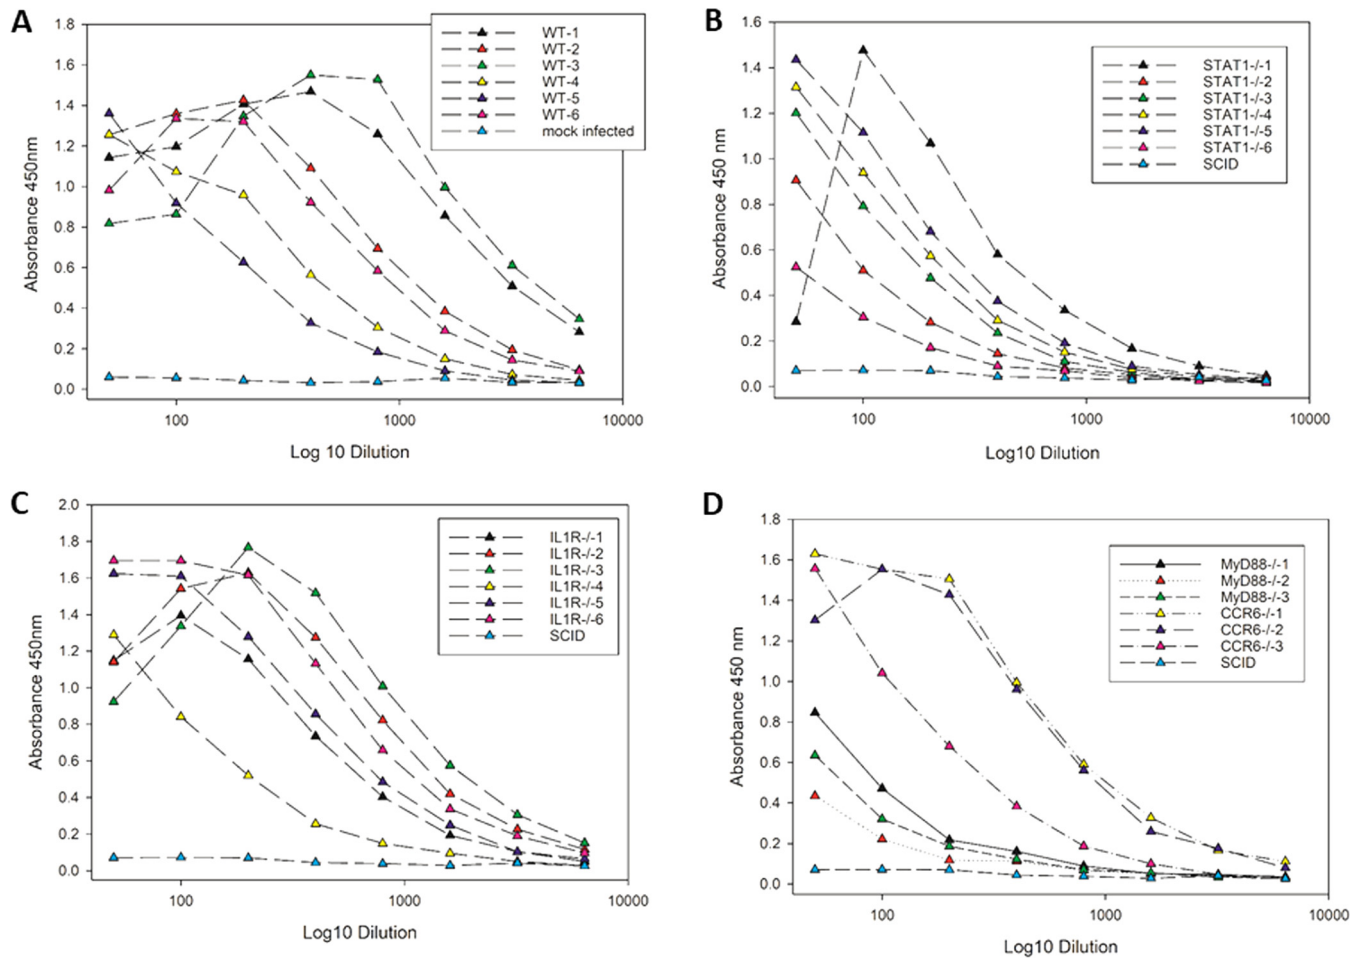 A
Absorbance 450nm
1.8
1.6
1.4
1.2
1.0
0.8
0.6
0.4
0.2
0.0
WT-1
WT-2
WT-3
WT-4
WT-5
WT-6
mock infected
100
1000
10000
Log 10 Dilution
B
Absorbance 450 nm
1.6
1.4
1.2
1.0
0.8
0.6
0.4
0.2
0.0
STAT1-/-1
STAT1-/-2
STAT1-/-3
STAT1-/-4
STAT1-/-5
STAT1-/-6
SCID
100
1000
10000
Log10 Dilution
C
Absorbance 450nm
2.0
1.8
1.6
1.4
1.2
1.0
0.8
0.6
0.4
0.2
0.0
IL1R-/-1
IL1R-/-2
IL1R-/-3
IL1R-/-4
IL1R-/-5
IL1R-/-6
SCID
100
1000
10000
Log10 Dilution
D
Absorbance 450 nm
1.8
1.6
1.4
1.2
1.0
0.8
0.6
0.4
0.2
0.0
MyD88-/-1
MyD88-/-2
MyD88-/-3
CCR6-/-1
CCR6-/-2
CCR6-/-3
SCID
100
1000
10000
Log10 Dilution